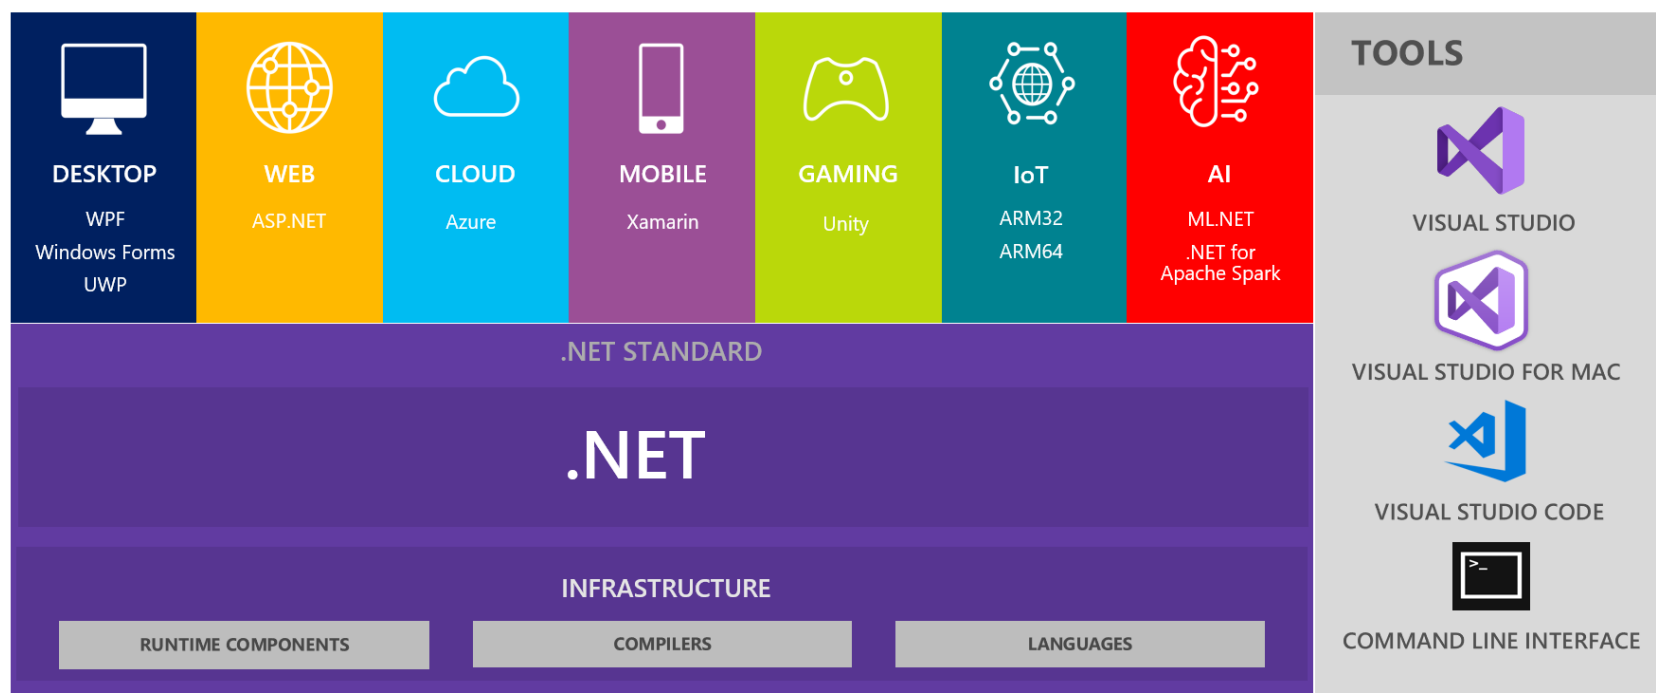 DESKTOP
WPF
Windows Forms
UWP
WEB
ASP.NET
CLOUD
Azure
MOBILE
Xamarin
GAMING
Unity
IoT
ARM32
ARM64
AI
ML.NET
.NET for
Apache Spark
.NET STANDARD
.NET
INFRASTRUCTURE
RUNTIME COMPONENTS
COMPILERS
LANGUAGES
TOOLS
VISUAL STUDIO
VISUAL STUDIO FOR MAC
VISUAL STUDIO CODE
>_
COMMAND LINE INTERFACE